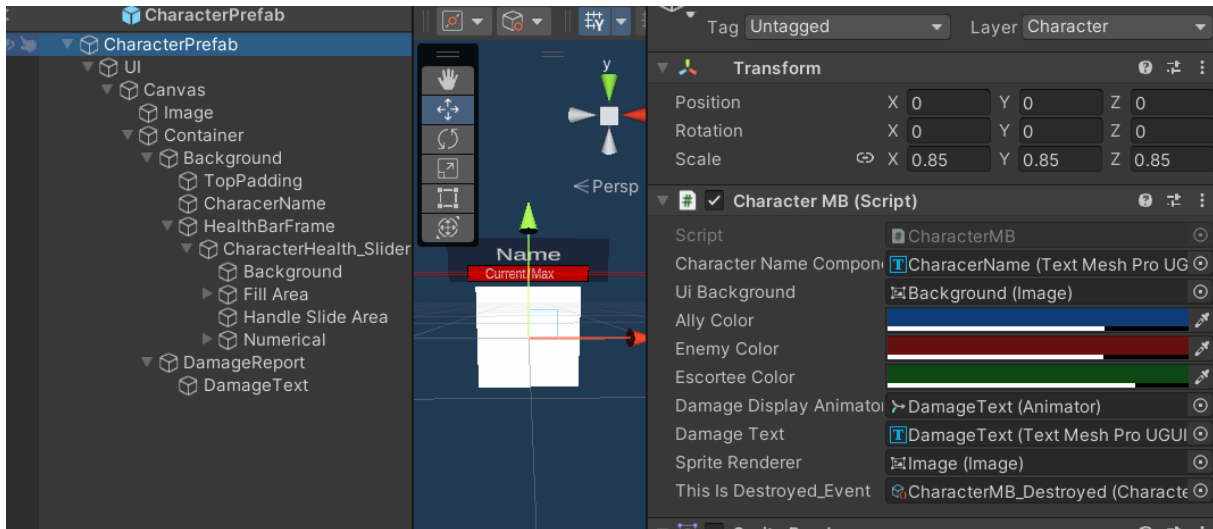 CharacterPrefab
CharacterPrefab
UI
Canvas
Image
Container
Background
TopPadding
CharacerName
HealthBarFrame
CharacterHealth_Slider
Background
Fill Area
Handle Slide Area
Numerical
DamageReport
DamageText
y
Persp
Name
Current/Max
Tag Untagged Layer Character
Transform
Position X 0 Y 0 Z 0
Rotation X 0 Y 0 Z 0
Scale X 0.85 Y 0.85 Z 0.85
# Character MB (Script)
Script CharacterMB
Character Name Compon CharacerName (Text Mesh Pro UG
Ui Background Background (Image)
Ally Color
Enemy Color
Escortee Color
Damage Display Animato DamageText (Animator)
Damage Text DamageText (Text Mesh Pro UGUI
Sprite Renderer Image (Image)
This Is Destroyed_Event CharacterMB_Destroyed (Characte